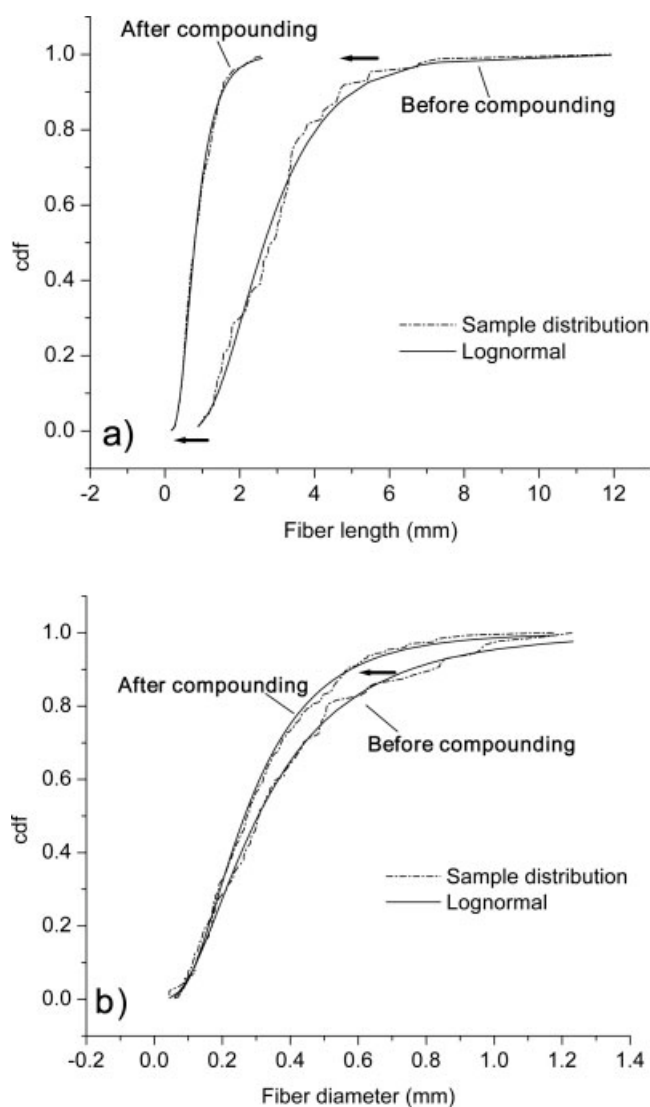 After compounding
1.0
Before compounding
0.8
0.6
cdf
0.4
Sample distribution
Lognormal
0.2
0.0
a)
-2 0 2 4 6 8 10 12
Fiber length (mm)
1.0
After compounding
0.8
Before compounding
0.6
cdf
0.4
Sample distribution
Lognormal
0.2
0.0
b)
-0.2 0.0 0.2 0.4 0.6 0.8 1.0 1.2 1.4
Fiber diameter (mm)